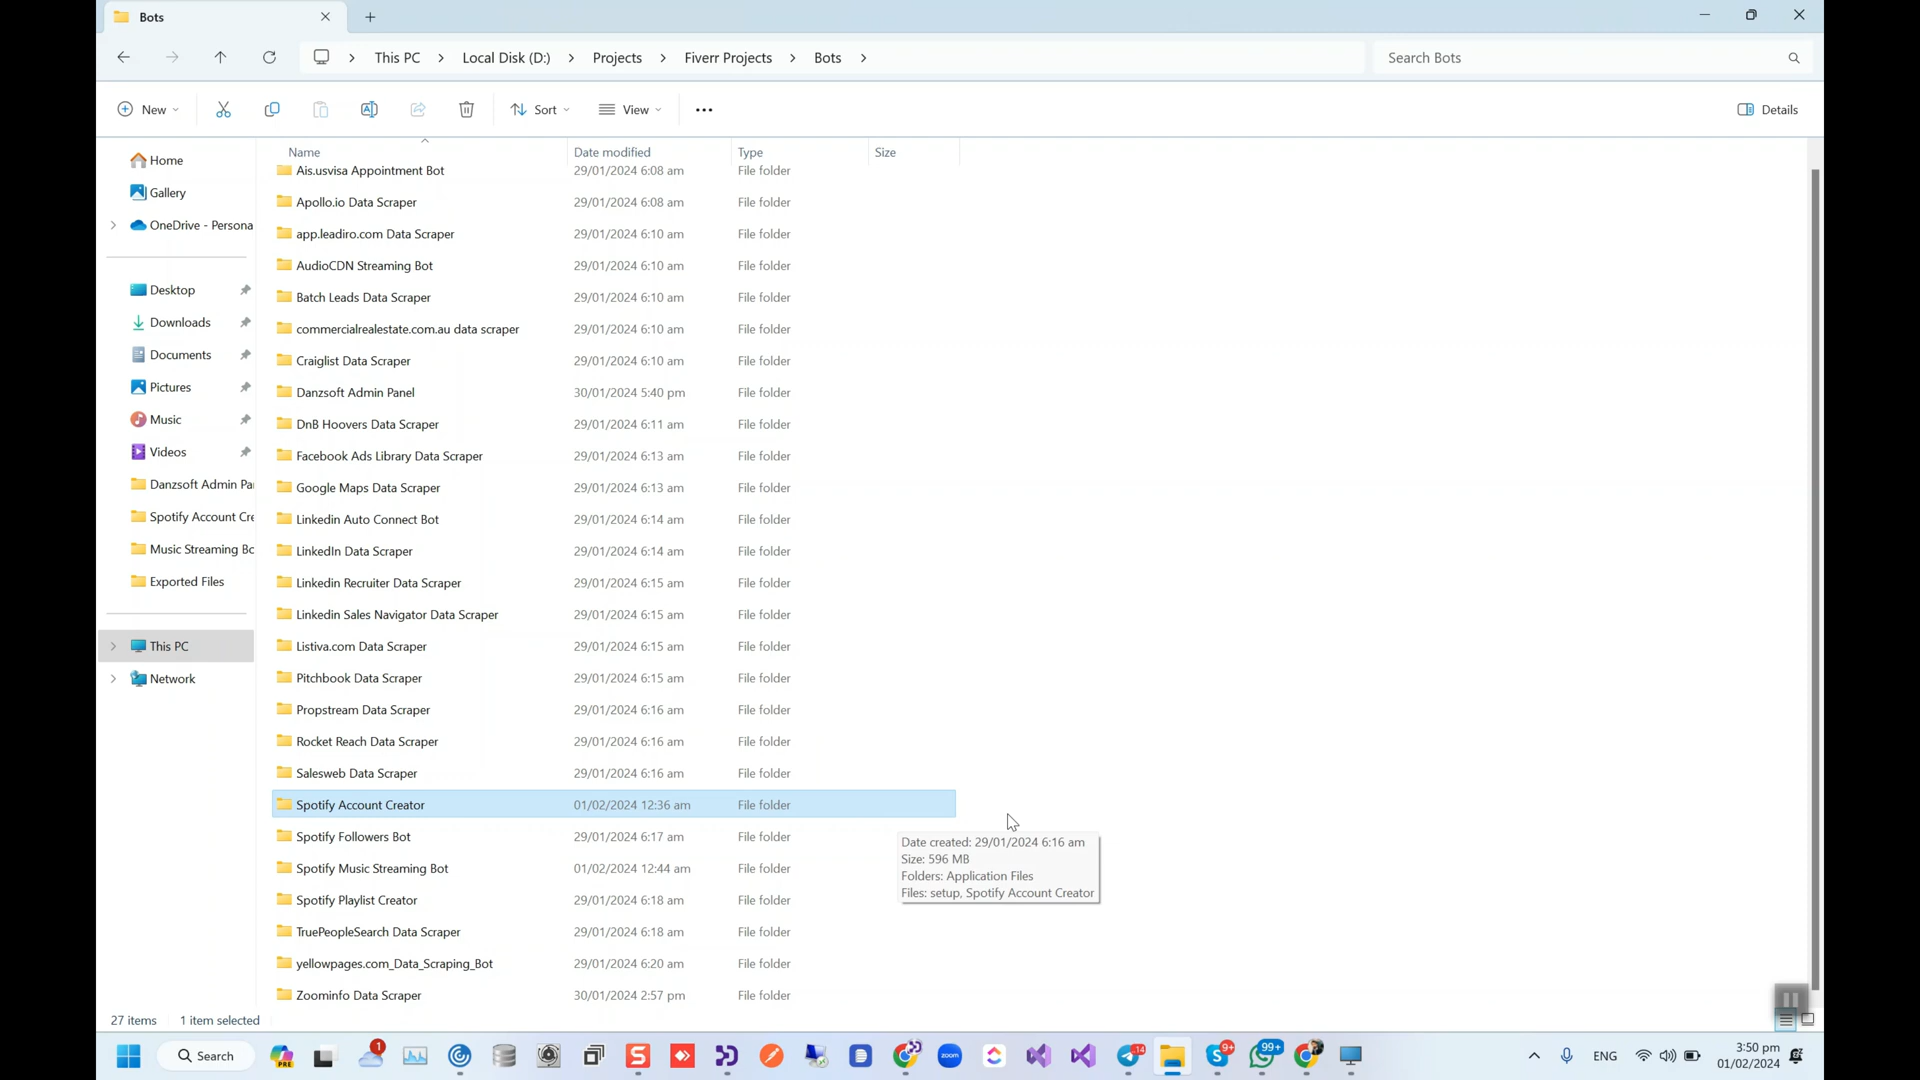 Bots
This PC
Local Disk (D:)
Projects
Fiverr Projects
Bots
Search Bots
New
Sort
View
Details
Name
Date modified
Type
Size
Home
Gallery
OneDrive - Persona
Desktop
Downloads
Documents
Pictures
Music
Videos
Danzsoft Admin Pa
Spotify Account Cre
Music Streaming Bo
Exported Files
This PC
Network
Ais.usvisa Appointment Bot 29/01/2024 6:08 am File folder
Apollo.io Data Scraper 29/01/2024 6:08 am File folder
app.leadiro.com Data Scraper 29/01/2024 6:10 am File folder
AudioCDN Streaming Bot 29/01/2024 6:10 am File folder
Batch Leads Data Scraper 29/01/2024 6:10 am File folder
commercialrealestate.com.au data scraper 29/01/2024 6:10 am File folder
Craiglist Data Scraper 29/01/2024 6:10 am File folder
Danzsoft Admin Panel 30/01/2024 5:40 pm File folder
DnB Hoovers Data Scraper 29/01/2024 6:11 am File folder
Facebook Ads Library Data Scraper 29/01/2024 6:13 am File folder
Google Maps Data Scraper 29/01/2024 6:13 am File folder
Linkedin Auto Connect Bot 29/01/2024 6:14 am File folder
LinkedIn Data Scraper 29/01/2024 6:14 am File folder
Linkedin Recruiter Data Scraper 29/01/2024 6:15 am File folder
Linkedin Sales Navigator Data Scraper 29/01/2024 6:15 am File folder
Listiva.com Data Scraper 29/01/2024 6:15 am File folder
Pitchbook Data Scraper 29/01/2024 6:15 am File folder
Propstream Data Scraper 29/01/2024 6:16 am File folder
Rocket Reach Data Scraper 29/01/2024 6:16 am File folder
Salesweb Data Scraper 29/01/2024 6:16 am File folder
Spotify Account Creator 01/02/2024 12:36 am File folder
Spotify Followers Bot 29/01/2024 6:17 am File folder
Spotify Music Streaming Bot 01/02/2024 12:44 am File folder
Spotify Playlist Creator 29/01/2024 6:18 am File folder
TruePeopleSearch Data Scraper 29/01/2024 6:18 am File folder
yellowpages.com_Data_Scraping_Bot 29/01/2024 6:20 am File folder
Zoominfo Data Scraper 30/01/2024 2:57 pm File folder
Date created: 29/01/2024 6:16 am
Size: 596 MB
Folders: Application Files
Files: setup, Spotify Account Creator
27 items
1 item selected
Search
PRE
1
zoom
14
9+
99+
ENG
3:50 pm
01/02/2024